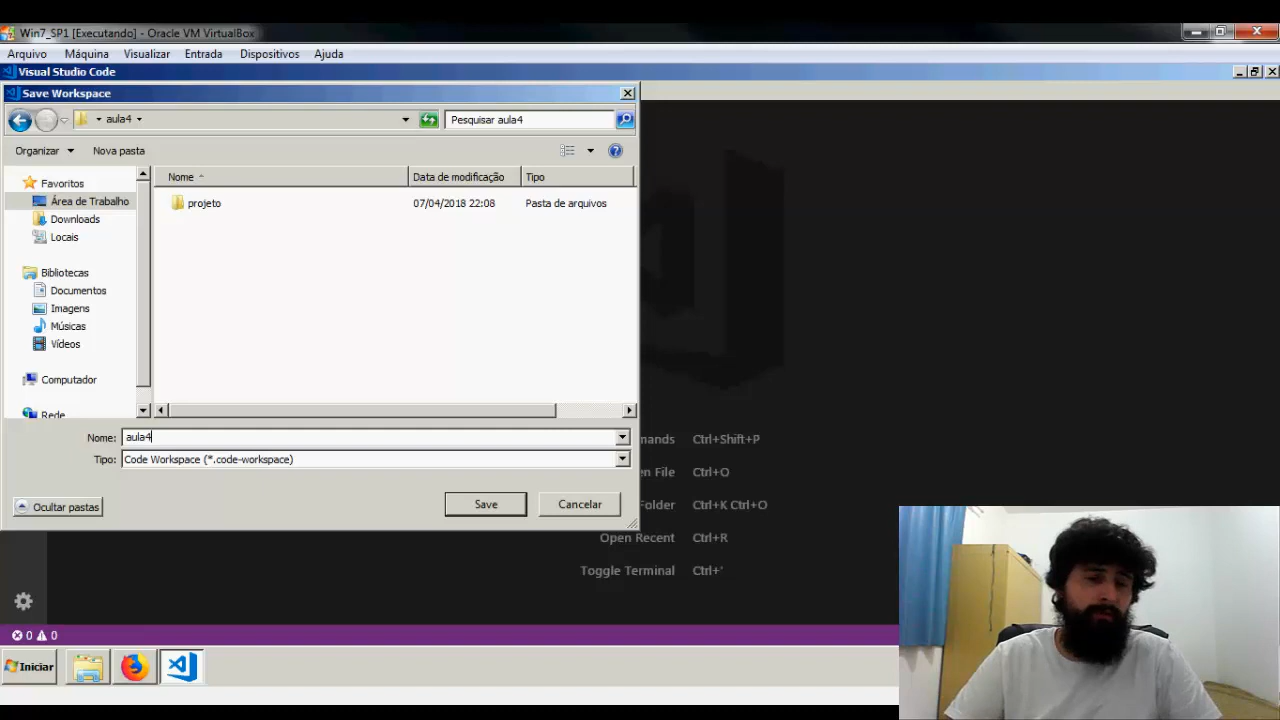 Win7_SP1 [Executando] - Oracle VM VirtualBox
Arquivo Máquina Visualizar Entrada Dispositivos Ajuda
Visual Studio Code
Save Workspace
aula4 Pesquisar aula4
Organizar Nova pasta
Nome Data de modificação Tipo
Favoritos
Área de Trabalho
Downloads
Locais
Bibliotecas
Documentos
Imagens
Músicas
Vídeos
Computador
Rede
projeto 07/04/2018 22:08 Pasta de arquivos
Nome: aula4
Tipo: Code Workspace (*.code-workspace)
Ocultar pastas Save Cancelar
mands Ctrl+Shift+P
en File Ctrl+O
Folder Ctrl+K Ctrl+O
Open Recent Ctrl+R
Toggle Terminal Ctrl+'
0 0
Iniciar